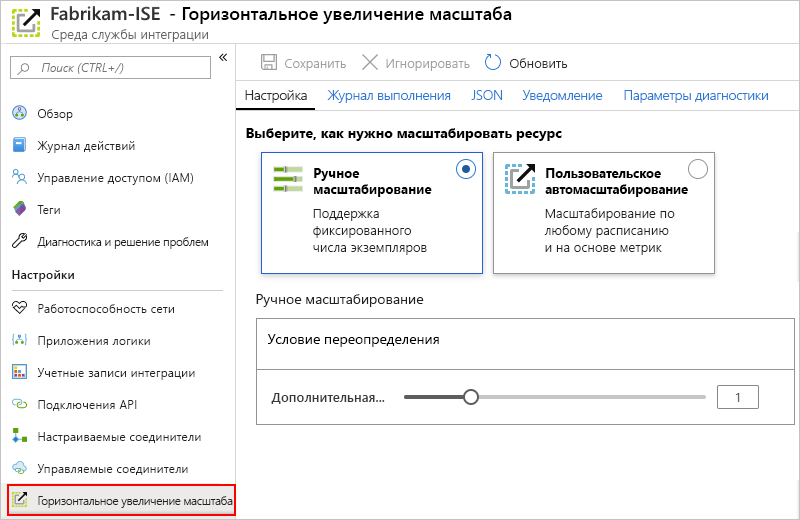 Fabrikam-ISE - Горизонтальное увеличение масштаба
Среда службы интеграции
Поиск (CTRL+/)
«
Обзор
Журнал действий
Управление доступом (IAM)
Теги
Диагностика и решение проблем
Настройки
Работоспособность сети
Приложения логики
Учетные записи интеграции
Подключения API
Настраиваемые соединители
Управляемые соединители
Горизонтальное увеличение масштаба
Сохранить Игнорировать Обновить
Настройка Журнал выполнения JSON Уведомление Параметры диагностики
Выберите, как нужно масштабировать ресурс
Ручное
масштабирование
Поддержка
фиксированного
числа экземпляров
Пользовательское
автомасштабирование
Масштабирование по
любому расписанию
и на основе метрик
Ручное масштабирование
Условие переопределения
Дополнительная... 1